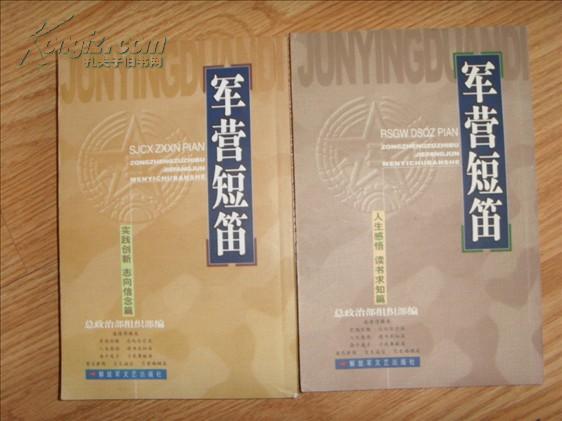 Kongfz.com
孔夫子旧书网
JUNYINGDUANDI
军营短笛
SJCX ZXXN PIAN
ZONGZHENGZUZHIBU
JIEFANGJUN
WENYICHUBANSHE
实践创新 志向信念篇
总政治部组织部编
解放军文艺出版社
JUNYINGDUANDI
军营短笛
RSGW DSQZ PIAN
ZONGZHENGZUZHIBU
JIEFANGJUN
WENYICHUBANSHE
人生感悟 读书求知篇
总政治部组织部编
解放军文艺出版社